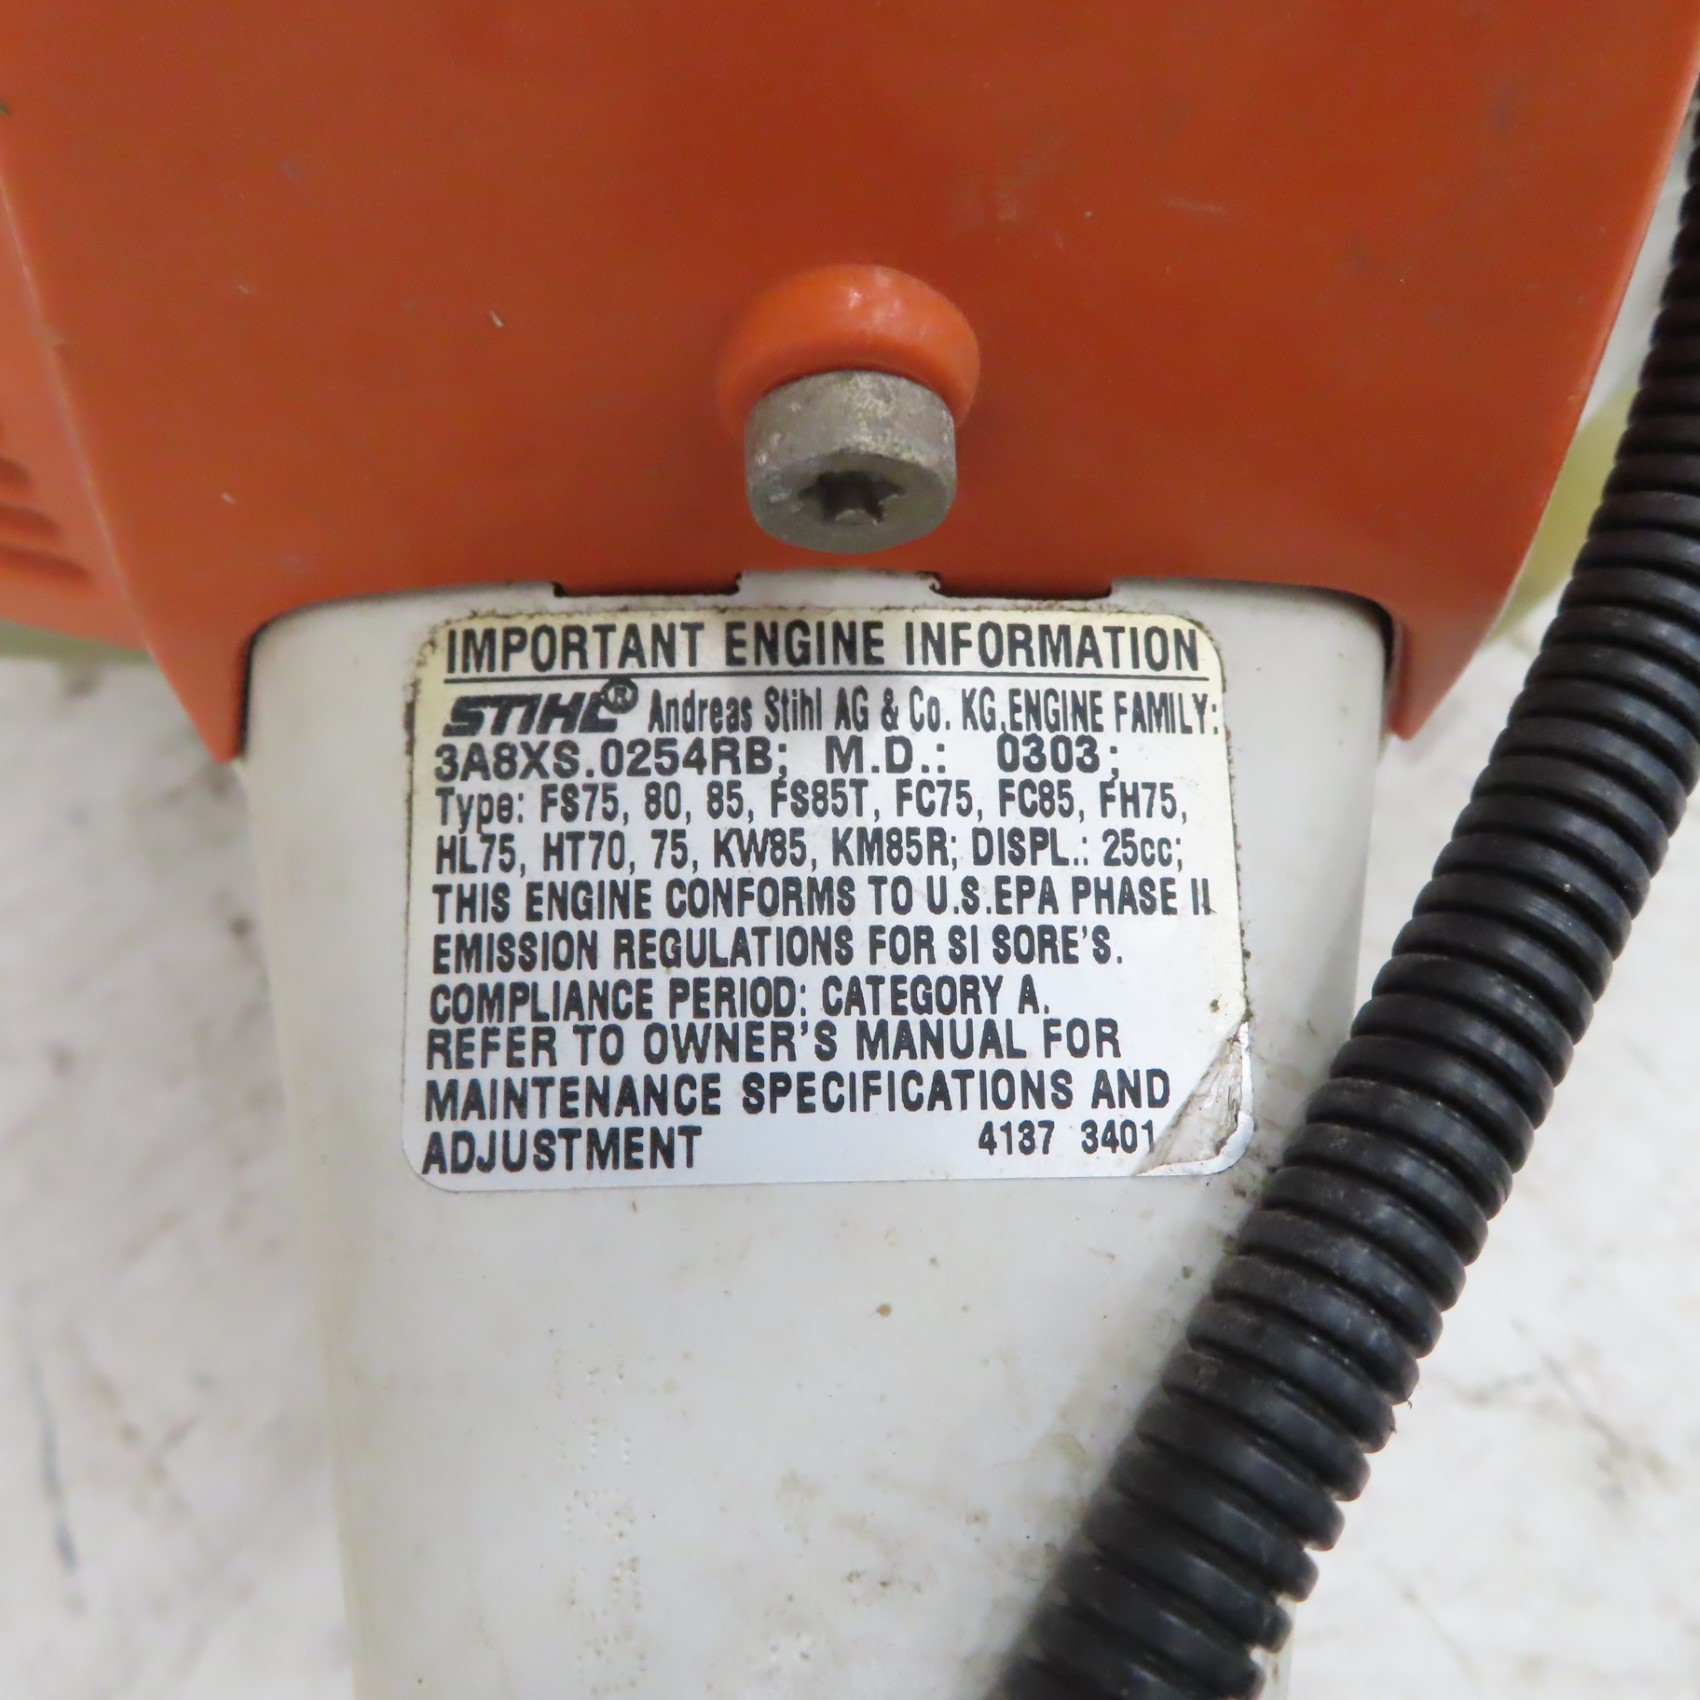 IMPORTANT ENGINE INFORMATION
STIHL® Andreas Stihl AG & Co. KG,ENGINE FAMILY:
3A8XS.0254RB; M.D.: 0303;
Type: FS75, 80, 85, FS85T, FC75, FC85, FH75,
HL75, HT70, 75, KW85, KM85R; DISPL.: 25cc;
THIS ENGINE CONFORMS TO U.S.EPA PHASE II
EMISSION REGULATIONS FOR SI SORE'S.
COMPLIANCE PERIOD: CATEGORY A.
REFER TO OWNER'S MANUAL FOR
MAINTENANCE SPECIFICATIONS AND
ADJUSTMENT 4137 3401